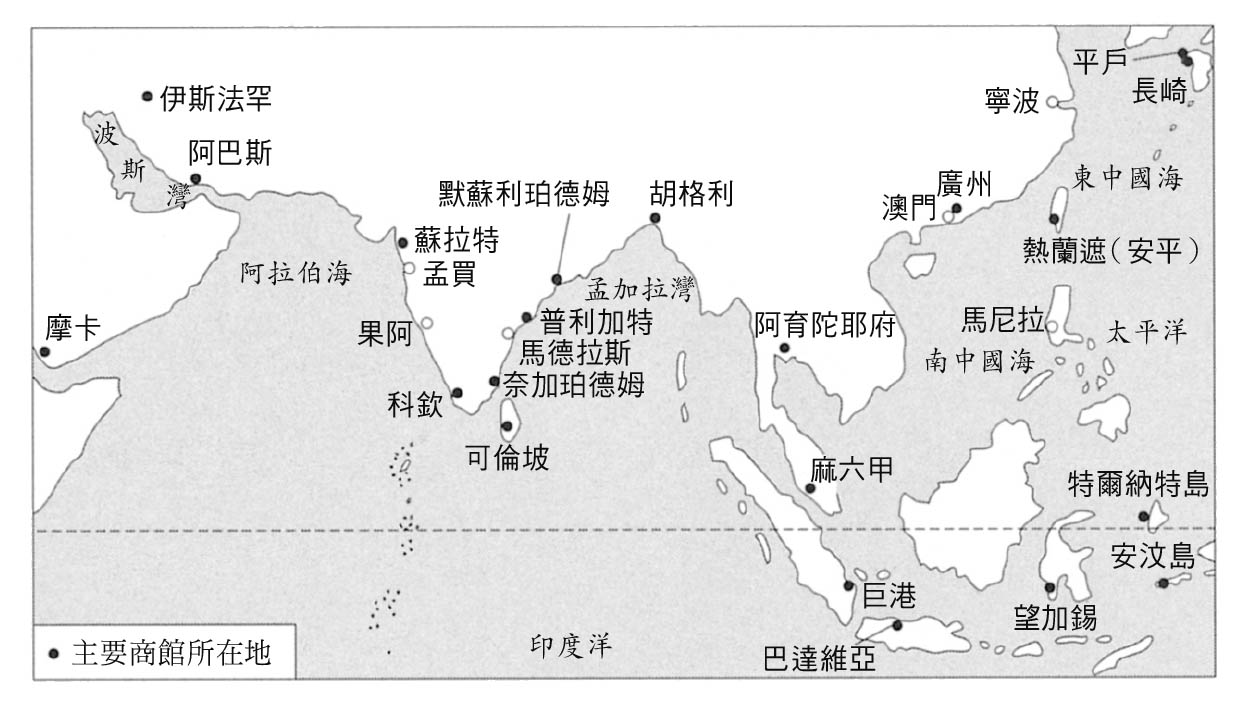 平戶
長崎
寧波
伊斯法罕
波斯灣
阿巴斯
默蘇利珀德姆
胡格利
廣州
澳門
東中國海
蘇拉特
孟買
熱蘭遮(安平)
阿拉伯海
孟加拉灣
摩卡
果阿
普利加特
馬德拉斯
阿育陀耶府
馬尼拉
太平洋
南中國海
奈加珀德姆
科欽
可倫坡
麻六甲
特爾納特島
安汶島
巨港
望加錫
巴達維亞
印度洋
主要商館所在地